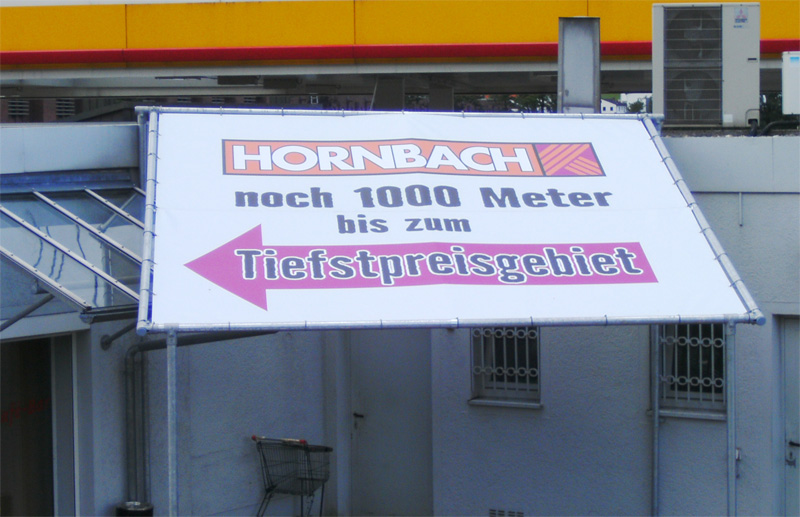 HORNBACH
noch 1000 Meter
bis zum
Tiefstpreisgebiet